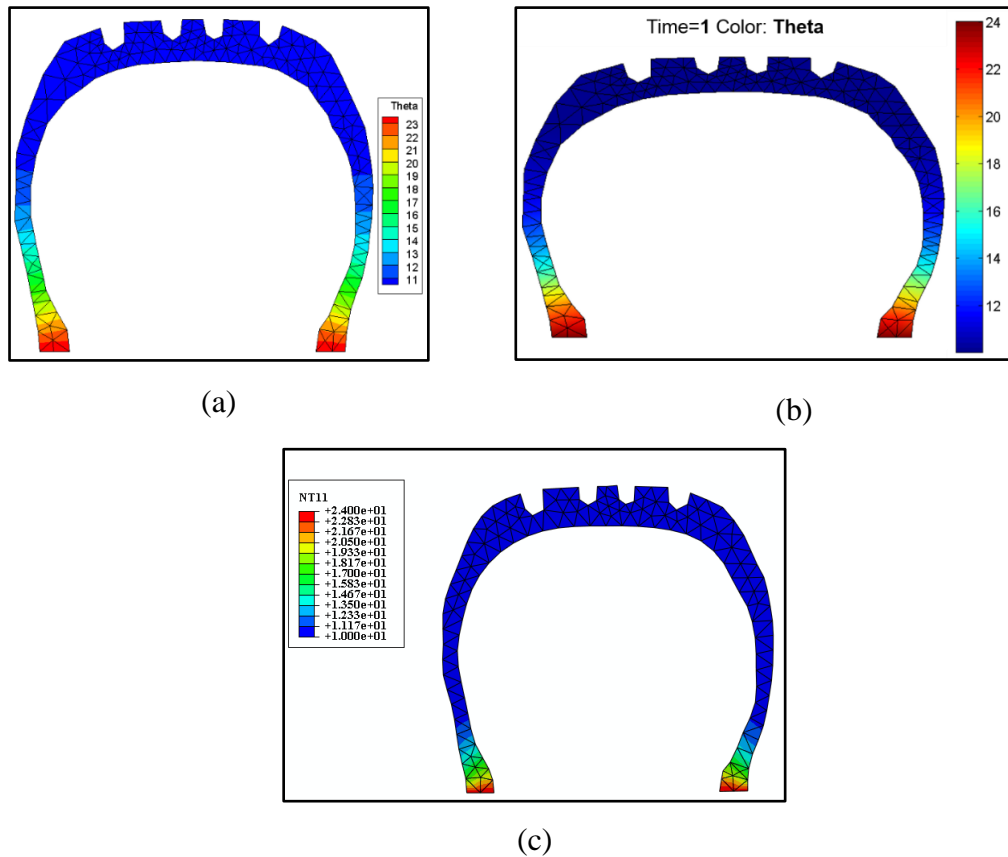 Theta
23
22
21
20
19
18
17
16
15
14
13
12
11
(a)
Time=1 Color: Theta
24
22
20
18
16
14
12
(b)
NT11
+2.400e+01
+2.283e+01
+2.167e+01
+2.050e+01
+1.933e+01
+1.817e+01
+1.700e+01
+1.583e+01
+1.467e+01
+1.350e+01
+1.233e+01
+1.117e+01
+1.000e+01
(c)